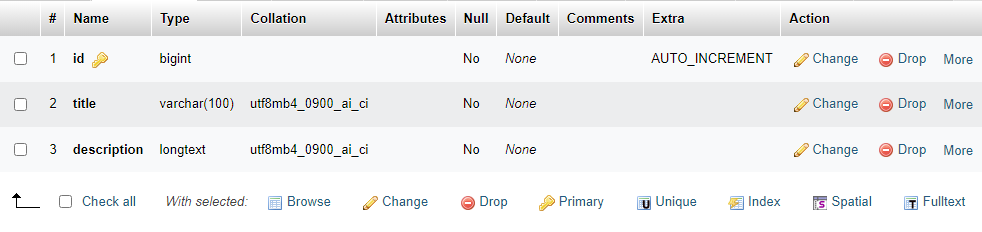 # Name Type Collation Attributes Null Default Comments Extra Action
1 id bigint No None AUTO_INCREMENT Change Drop More
2 title varchar(100) utf8mb4_0900_ai_ci No None Change Drop More
3 description longtext utf8mb4_0900_ai_ci No None Change Drop More
Check all With selected: Browse Change Drop Primary Unique Index Spatial Fulltext